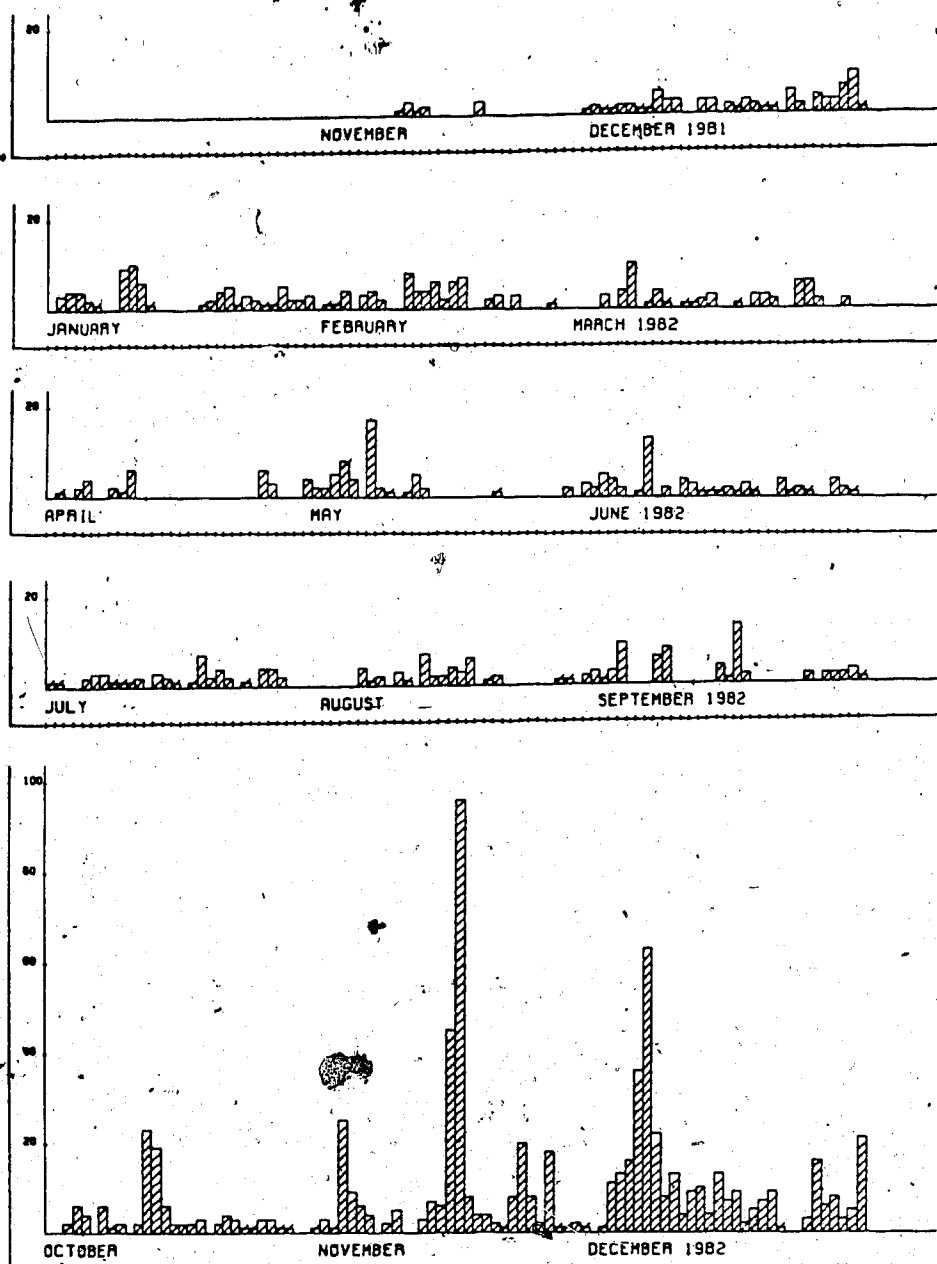 20
NOVEMBER DECEMBER 1981
20
JANUARY FEBRUARY MARCH 1982
20
APRIL MAY JUNE 1982
20
JULY AUGUST SEPTEMBER 1982
100
80
60
40
20
OCTOBER NOVEMBER DECEMBER 1982